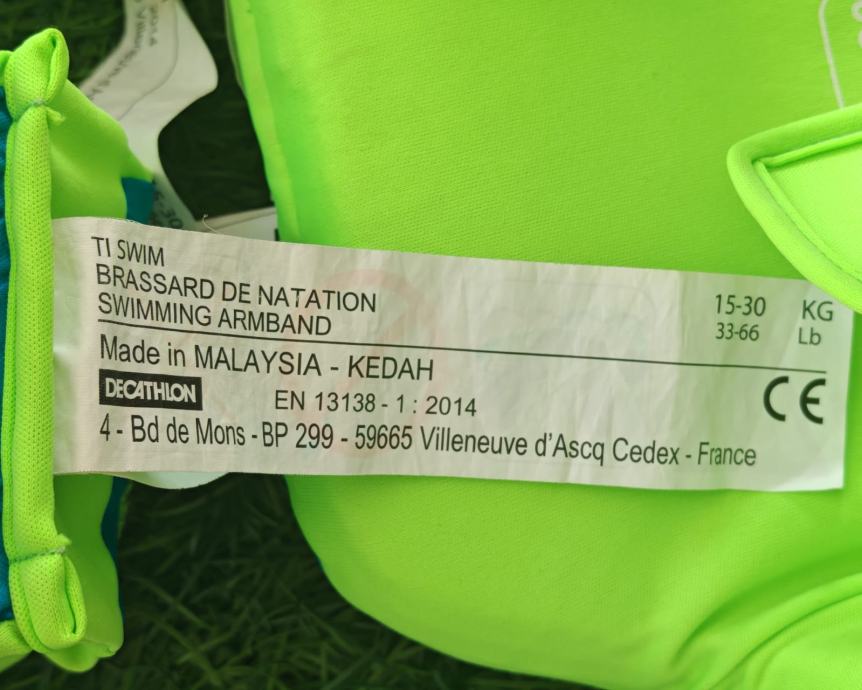 TI SWIM
BRASSARD DE NATATION
SWIMMING ARMBAND
15-30 KG
33-66 Lb
Made in MALAYSIA - KEDAH
DECATHLON EN 13138 - 1 : 2014 CE
4 - Bd de Mons - BP 299 - 59665 Villeneuve d'Ascq Cedex - France